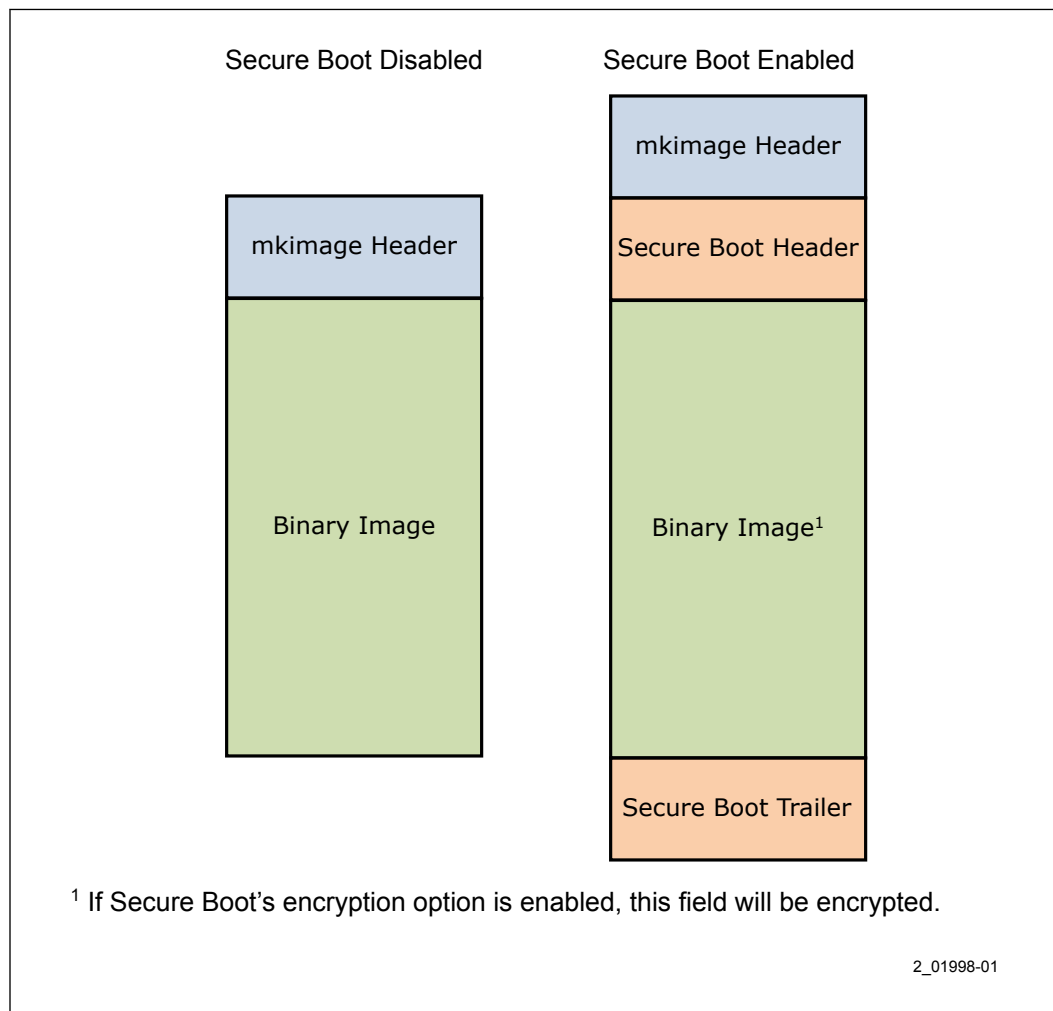 Secure Boot Disabled
Secure Boot Enabled
mkimage Header
Binary Image
mkimage Header
Secure Boot Header
Binary Image¹
Secure Boot Trailer
¹ If Secure Boot’s encryption option is enabled, this field will be encrypted.
2_01998-01